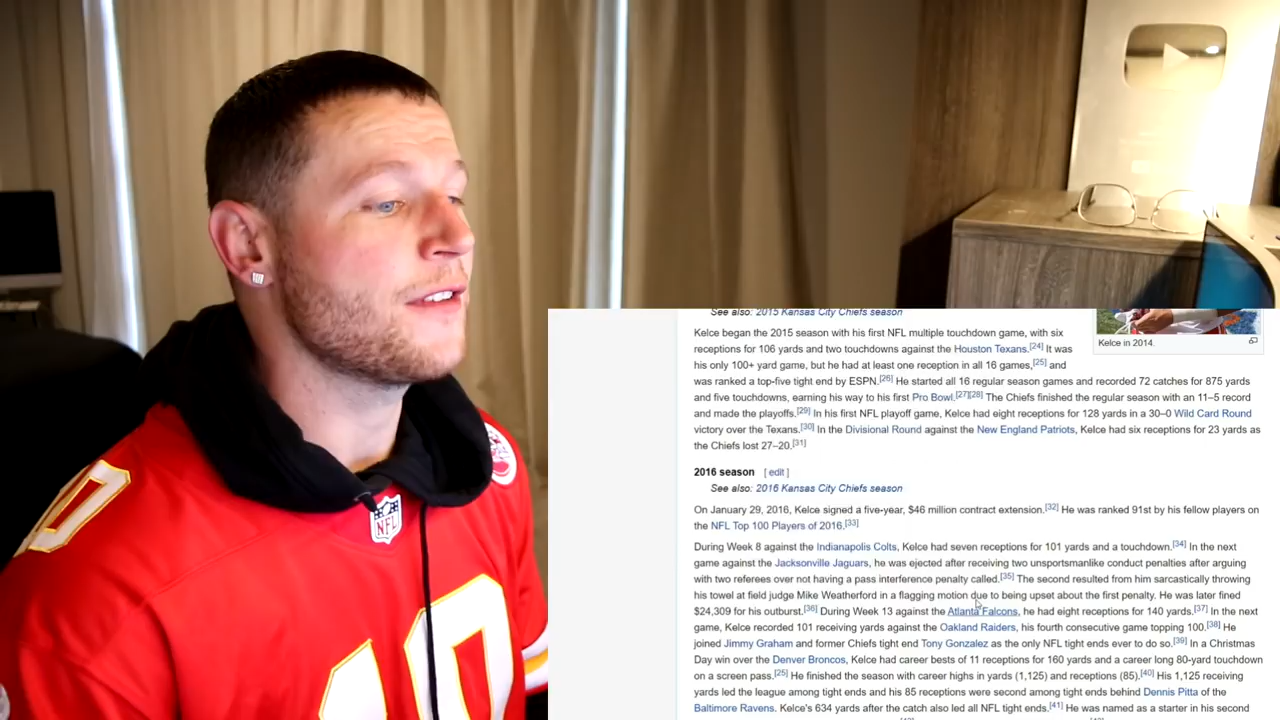 See also: 2015 Kansas City Chiefs season
Kelce began the 2015 season with his first NFL multiple touchdown game, with six
receptions for 106 yards and two touchdowns against the Houston Texans.[24] It was
his only 100+ yard game, but he had at least one reception in all 16 games,[25] and
was ranked a top-five tight end by ESPN.[26] He started all 16 regular season games and recorded 72 catches for 875 yards
and five touchdowns, earning his way to his first Pro Bowl.[27][28] The Chiefs finished the regular season with an 11–5 record
and made the playoffs.[29] In his first NFL playoff game, Kelce had eight receptions for 128 yards in a 30–0 Wild Card Round
victory over the Texans.[30] In the Divisional Round against the New England Patriots, Kelce had six receptions for 23 yards as
the Chiefs lost 27–20.[31]
Kelce in 2014.
2016 season [ edit ]
See also: 2016 Kansas City Chiefs season
On January 29, 2016, Kelce signed a five-year, $46 million contract extension.[32] He was ranked 91st by his fellow players on
the NFL Top 100 Players of 2016.[33]
During Week 8 against the Indianapolis Colts, Kelce had seven receptions for 101 yards and a touchdown.[34] In the next
game against the Jacksonville Jaguars, he was ejected after receiving two unsportsmanlike conduct penalties after arguing
with two referees over not having a pass interference penalty called.[35] The second resulted from him sarcastically throwing
his towel at field judge Mike Weatherford in a flagging motion due to being upset about the first penalty. He was later fined
$24,309 for his outburst.[36] During Week 13 against the Atlanta Falcons, he had eight receptions for 140 yards.[37] In the next
game, Kelce recorded 101 receiving yards against the Oakland Raiders, his fourth consecutive game topping 100.[38] He
joined Jimmy Graham and former Chiefs tight end Tony Gonzalez as the only NFL tight ends ever to do so.[39] In a Christmas
Day win over the Denver Broncos, Kelce had career bests of 11 receptions for 160 yards and a career long 80-yard touchdown
on a screen pass.[25] He finished the season with career highs in yards (1,125) and receptions (85).[40] His 1,125 receiving
yards led the league among tight ends and his 85 receptions were second among tight ends behind Dennis Pitta of the
Baltimore Ravens. Kelce's 634 yards after the catch also led all NFL tight ends.[41] He was named as a starter in his second
NFL
10